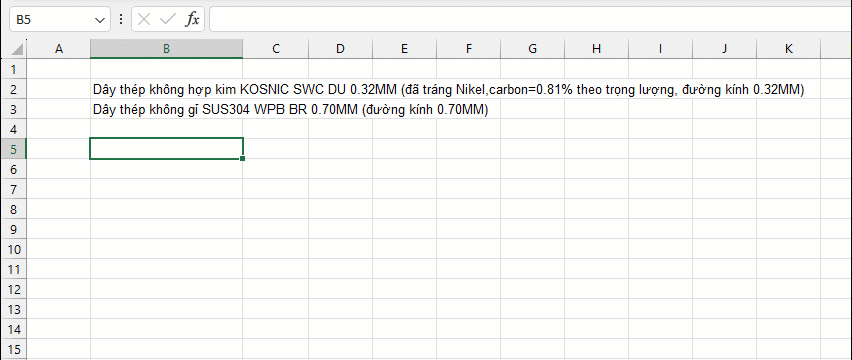 B5
fx
A B C D E F G H I J K
1
2 Dây thép không hợp kim KOSNIC SWC DU 0.32MM (đã tráng Nikel,carbon=0.81% theo trọng lượng, đường kính 0.32MM)
3 Dây thép không gỉ SUS304 WPB BR 0.70MM (đường kính 0.70MM)
4
5
6
7
8
9
10
11
12
13
14
15